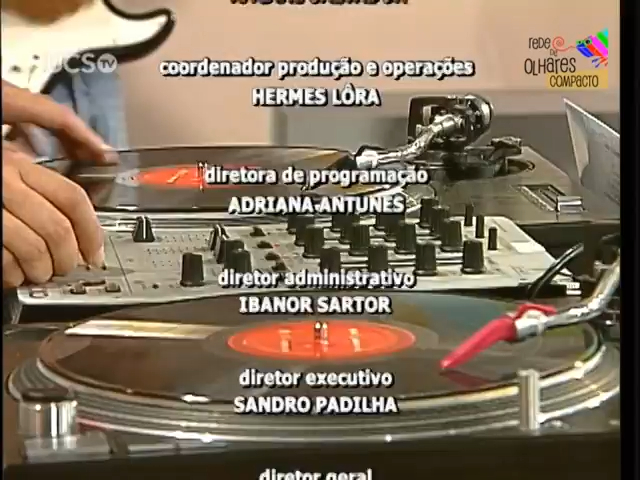 UCS TV
rede de
OLHARES
COMPACTO
coordenador produção e operações
HERMES LÔRA
diretora de programação
ADRIANA ANTUNES
diretor administrativo
IBANOR SARTOR
diretor executivo
SANDRO PADILHA
diretor geral